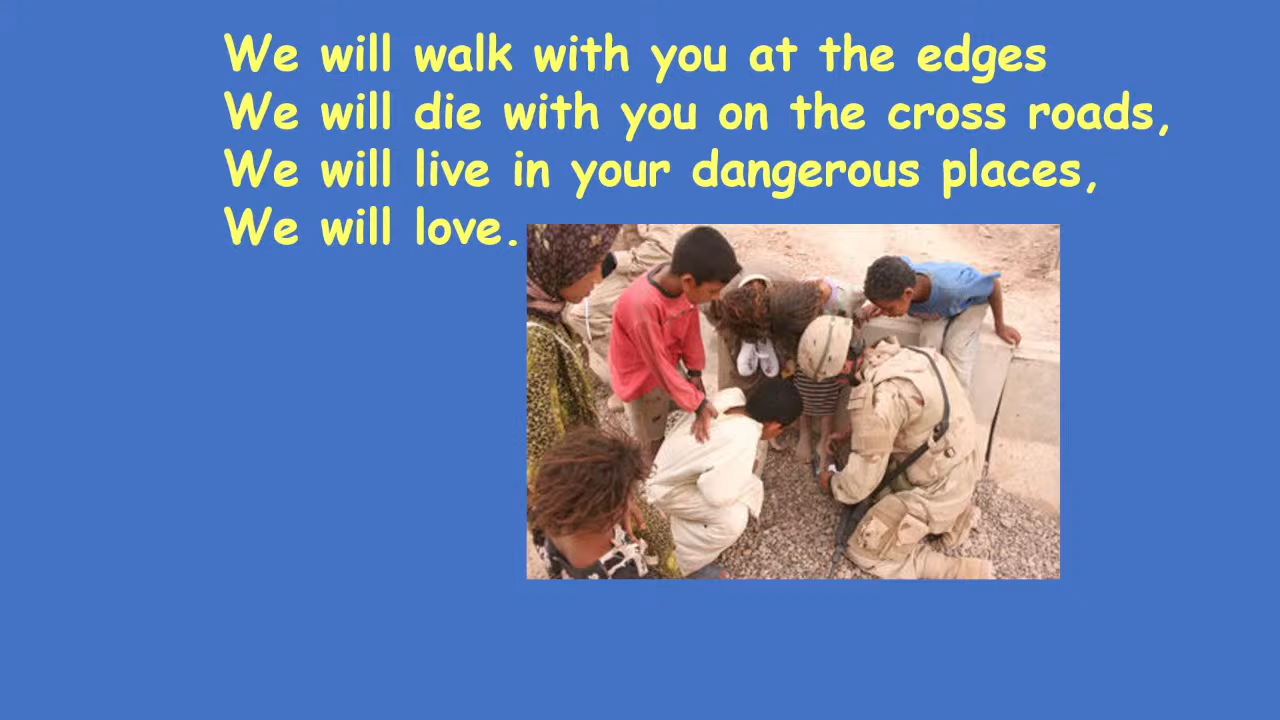 We will walk with you at the edges
We will die with you on the cross roads,
We will live in your dangerous places,
We will love.